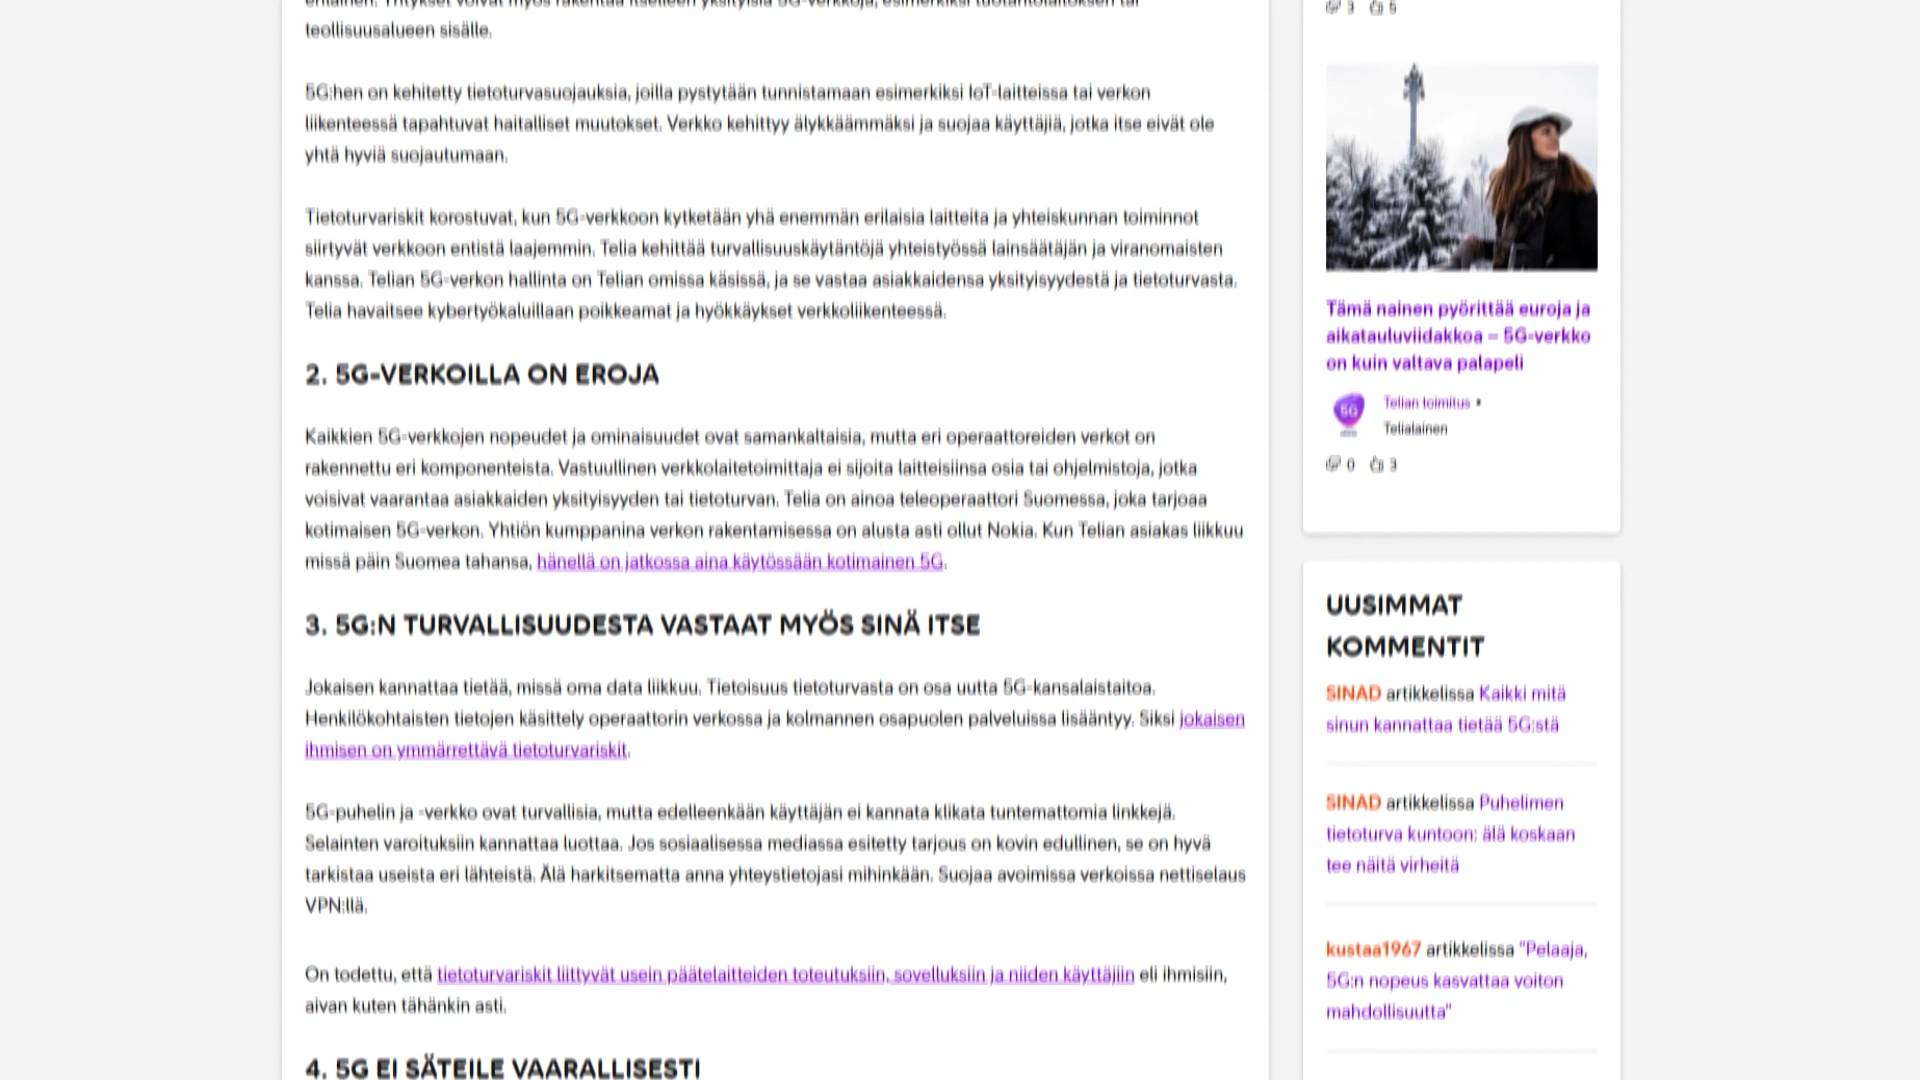 teollisuusalueen sisälle.
5G:hen on kehitetty tietoturvasuojauksia, joilla pystytään tunnistamaan esimerkiksi IoT-laitteissa tai verkon
liikenteessä tapahtuvat haitalliset muutokset. Verkko kehittyy älykkäämmäksi ja suojaa käyttäjiä, jotka itse eivät ole
yhtä hyviä suojautumaan.
Tietoturvariskit korostuvat, kun 5G-verkkoon kytketään yhä enemmän erilaisia laitteita ja yhteiskunnan toiminnot
siirtyvät verkkoon entistä laajemmin. Telia kehittää turvallisuuskäytäntöjä yhteistyössä lainsäätäjän ja viranomaisten
kanssa. Telian 5G-verkon hallinta on Telian omissa käsissä, ja se vastaa asiakkaidensa yksityisyydestä ja tietoturvasta.
Telia havaitsee kybertyökaluillaan poikkeamat ja hyökkäykset verkkoliikenteessä.
2. 5G-VERKOILLA ON EROJA
Kaikkien 5G-verkkojen nopeudet ja ominaisuudet ovat samankaltaisia, mutta eri operaattoreiden verkot on
rakennettu eri komponenteista. Vastuullinen verkkolaitetoimittaja ei sijoita laitteisiinsa osia tai ohjelmistoja, jotka
voisivat vaarantaa asiakkaiden yksityisyyden tai tietoturvan. Telia on ainoa teleoperaattori Suomessa, joka tarjoaa
kotimaisen 5G-verkon. Yhtiön kumppanina verkon rakentamisessa on alusta asti ollut Nokia. Kun Telian asiakas liikkuu
missä päin Suomea tahansa, hänellä on jatkossa aina käytössään kotimainen 5G.
3. 5G:N TURVALLISUUDESTA VASTAAT MYÖS SINÄ ITSE
Jokaisen kannattaa tietää, missä oma data liikkuu. Tietoisuus tietoturvasta on osa uutta 5G-kansalaistaitoa.
Henkilökohtaisten tietojen käsittely operaattorin verkossa ja kolmannen osapuolen palveluissa lisääntyy. Siksi jokaisen
ihmisen on ymmärrettävä tietoturvariskit.
5G-puhelin ja -verkko ovat turvallisia, mutta edelleenkään käyttäjän ei kannata klikata tuntemattomia linkkejä.
Selainten varoituksiin kannattaa luottaa. Jos sosiaalisessa mediassa esitetty tarjous on kovin edullinen, se on hyvä
tarkistaa useista eri lähteistä. Älä harkitsematta anna yhteystietojasi mihinkään. Suojaa avoimissa verkoissa nettiselaus
VPN:llä.
On todettu, että tietoturvariskit liittyvät usein päätelaitteiden toteutuksiin, sovelluksiin ja niiden käyttäjiin eli ihmisiin,
aivan kuten tähänkin asti.
4. 5G EI SÄTEILE VAARALLISESTI
3 5
Tämä nainen pyörittää euroja ja
aikatauluviidakkoa – 5G-verkko
on kuin valtava palapeli
5G
Telian toimitus •
Telialainen
0 3
UUSIMMAT
KOMMENTIT
SINAD artikkelissa Kaikki mitä
sinun kannattaa tietää 5G:stä
SINAD artikkelissa Puhelimen
tietoturva kuntoon: älä koskaan
tee näitä virheitä
kustaa1967 artikkelissa "Pelaaja,
5G:n nopeus kasvattaa voiton
mahdollisuutta"